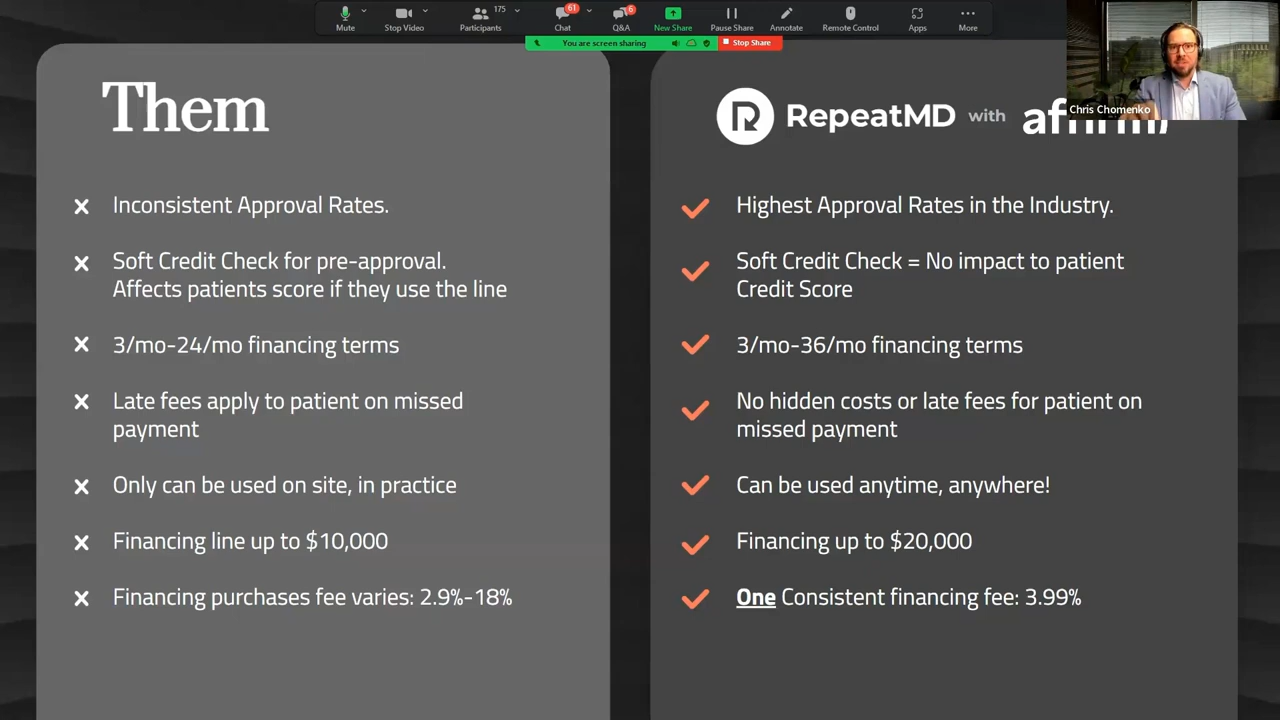 Mute
Stop Video
175
Participants
61
Chat
6
Q&A
New Share
Pause Share
Annotate
Remote Control
Apps
More
You are screen sharing
Stop Share
Chris Chomenko
Them
Inconsistent Approval Rates.
Soft Credit Check for pre-approval.
Affects patients score if they use the line
3/mo-24/mo financing terms
Late fees apply to patient on missed
payment
Only can be used on site, in practice
Financing line up to $10,000
Financing purchases fee varies: 2.9%-18%
RepeatMD with affirm
Highest Approval Rates in the Industry.
Soft Credit Check = No impact to patient
Credit Score
3/mo-36/mo financing terms
No hidden costs or late fees for patient on
missed payment
Can be used anytime, anywhere!
Financing up to $20,000
One Consistent financing fee: 3.99%